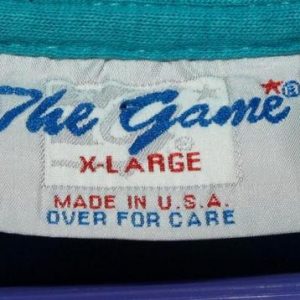 The Game®
X-LARGE
MADE IN U.S.A.
OVER FOR CARE